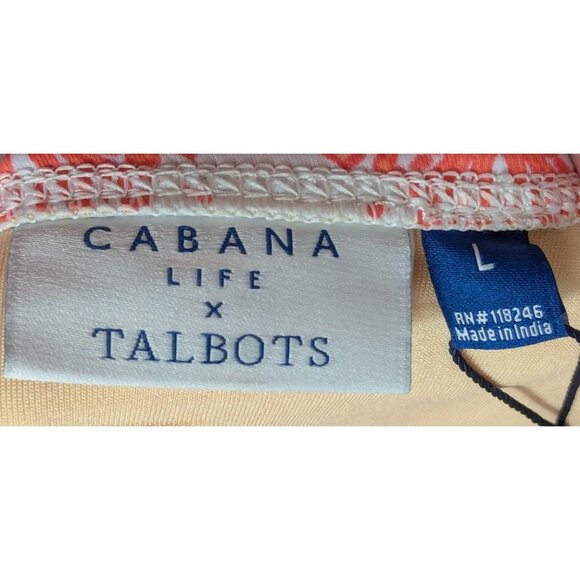 CABANA
LIFE
X
TALBOTS
L
RN#118246
Made in India